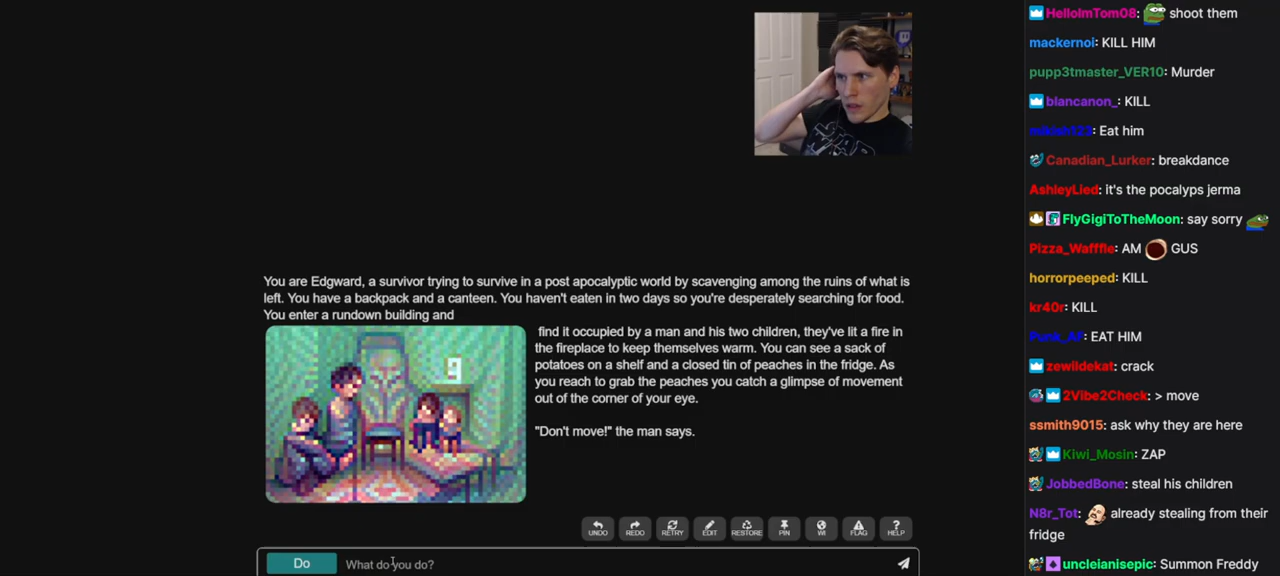 HelloImTom08: shoot them
mackernoi: KILL HIM
pupp3tmaster_VER10: Murder
blancanon_: KILL
mikieh123: Eat him
Canadian_Lurker: breakdance
AshleyLied: it's the pocalyps jerma
FlyGigiToTheMoon: say sorry
Pizza_Wafffle: AM GUS
horrorpeeped: KILL
kr40r: KILL
Punk_AF: EAT HIM
zewildekat: crack
2Vibe2Check: > move
ssmith9015: ask why they are here
Kiwi_Mosin: ZAP
JobbedBone: steal his children
N8r_Tot: already stealing from their
fridge
uncleianisepic: Summon Freddy
You are Edgward, a survivor trying to survive in a post apocalyptic world by scavenging among the ruins of what is
left. You have a backpack and a canteen. You haven't eaten in two days so you're desperately searching for food.
You enter a rundown building and
find it occupied by a man and his two children, they've lit a fire in
the fireplace to keep themselves warm. You can see a sack of
potatoes on a shelf and a closed tin of peaches in the fridge. As
you reach to grab the peaches you catch a glimpse of movement
out of the corner of your eye.
"Don't move!" the man says.
UNDO REDO RETRY EDIT RESTORE PIN WI FLAG HELP
Do What do you do?